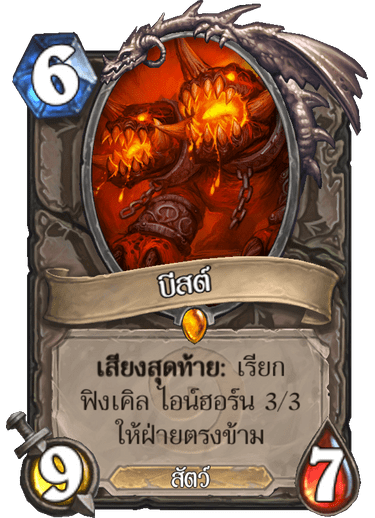 6
บีสต์
เสียงสุดท้าย: เรียก
ฟิงเคิล ไอน์ฮอร์น 3/3
ให้ฝ่ายตรงข้าม
9
สัตว์
7